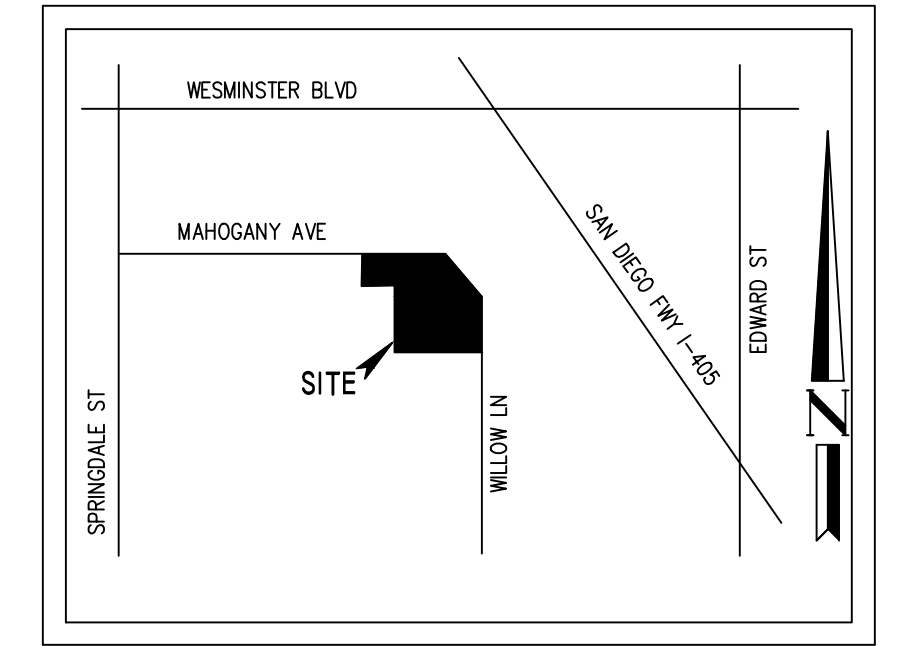 WESMINSTER BLVD
MAHOGANY AVE
SAN DIEGO FWY I-405
EDWARD ST
SITE
SPRINGDALE ST
WILLOW LN
N